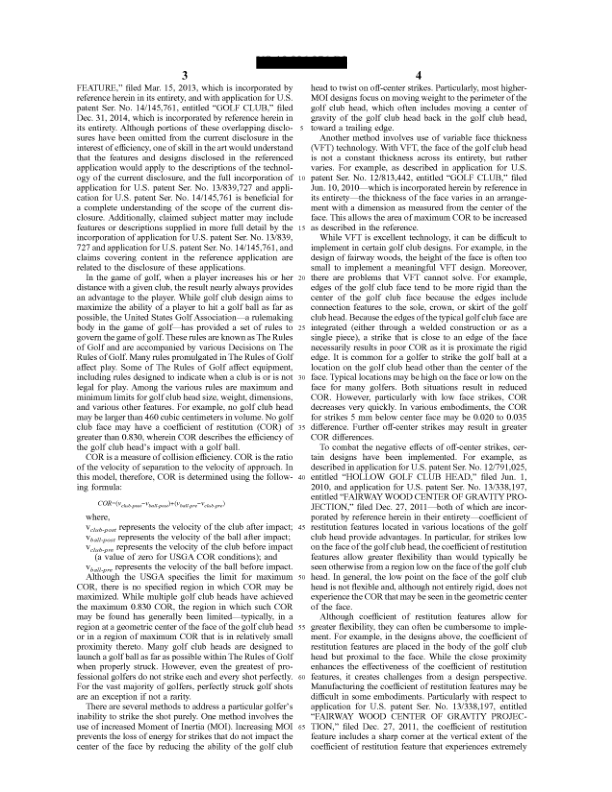 3
FEATURE,” filed Mar. 15, 2013, which is incorporated by
reference herein in its entirety, and with application for U.S.
patent Ser. No. 14/145,761, entitled “GOLF CLUB,” filed
Dec. 31, 2014, which is incorporated by reference herein in
its entirety. Although portions of these overlapping disclo-
sures have been omitted from the current disclosure in the
interest of efficiency, one of skill in the art would understand
that the features and designs disclosed in the referenced
application would apply to the descriptions of the technol-
ogy of the current disclosure, and the full incorporation of
application for U.S. patent Ser. No. 13/839,727 and appli-
cation for U.S. patent Ser. No. 14/145,761 is beneficial for
a complete understanding of the scope of the current dis-
closure. Additionally, claimed subject matter may include
features or descriptions supplied in more full detail by the
incorporation of application for U.S. patent Ser. No. 13/839,
727 and application for U.S. patent Ser. No. 14/145,761, and
claims covering content in the reference application are
related to the disclosure of these applications.
In the game of golf, when a player increases his or her
distance with a given club, the result nearly always provides
an advantage to the player. While golf club design aims to
maximize the ability of a player to hit a golf ball as far as
possible, the United States Golf Association—a rulemaking
body in the game of golf—has provided a set of rules to
govern the game of golf. These rules are known as The Rules
of Golf and are accompanied by various Decisions on The
Rules of Golf. Many rules promulgated in The Rules of Golf
affect play. Some of The Rules of Golf affect equipment,
including rules designed to indicate when a club is or is not
legal for play. Among the various rules are maximum and
minimum limits for golf club head size, weight, dimensions,
and various other features. For example, no golf club head
may be larger than 460 cubic centimeters in volume. No golf
club face may have a coefficient of restitution (COR) of
greater than 0.830, wherein COR describes the efficiency of
the golf club head's impact with a golf ball.
COR is a measure of collision efficiency. COR is the ratio
of the velocity of separation to the velocity of approach. In
this model, therefore, COR is determined using the follow-
ing formula:
COR=(v_club-post−v_ball-post)÷(v_ball-pre−v_club-pre)
where,
v_club-post represents the velocity of the club after impact;
v_ball-post represents the velocity of the ball after impact;
v_club-pre represents the velocity of the club before impact
(a value of zero for USGA COR conditions); and
v_ball-pre represents the velocity of the ball before impact.
Although the USGA specifies the limit for maximum
COR, there is no specified region in which COR may be
maximized. While multiple golf club heads have achieved
the maximum 0.830 COR, the region in which such COR
may be found has generally been limited—typically, in a
region at a geometric center of the face of the golf club head
or in a region of maximum COR that is in relatively small
proximity thereto. Many golf club heads are designed to
launch a golf ball as far as possible within The Rules of Golf
when properly struck. However, even the greatest of pro-
fessional golfers do not strike each and every shot perfectly.
For the vast majority of golfers, perfectly struck golf shots
are an exception if not a rarity.
There are several methods to address a particular golfer's
inability to strike the shot purely. One method involves the
use of increased Moment of Inertia (MOI). Increasing MOI
prevents the loss of energy for strikes that do not impact the
center of the face by reducing the ability of the golf club
5
10
15
20
25
30
35
40
45
50
55
60
65
4
head to twist on off-center strikes. Particularly, most higher-
MOI designs focus on moving weight to the perimeter of the
golf club head, which often includes moving a center of
gravity of the golf club head back in the golf club head,
toward a trailing edge.
Another method involves use of variable face thickness
(VFT) technology. With VFT, the face of the golf club head
is not a constant thickness across its entirety, but rather
varies. For example, as described in application for U.S.
patent Ser. No. 12/813,442, entitled “GOLF CLUB,” filed
Jun. 10, 2010—which is incorporated herein by reference in
its entirety—the thickness of the face varies in an arrange-
ment with a dimension as measured from the center of the
face. This allows the area of maximum COR to be increased
as described in the reference.
While VFT is excellent technology, it can be difficult to
implement in certain golf club designs. For example, in the
design of fairway woods, the height of the face is often too
small to implement a meaningful VFT design. Moreover,
there are problems that VFT cannot solve. For example,
edges of the golf club face tend to be more rigid than the
center of the golf club face because the edges include
connection features to the sole, crown, or skirt of the golf
club head. Because the edges of the typical golf club face are
integrated (either through a welded construction or as a
single piece), a strike that is close to an edge of the face
necessarily results in poor COR as it is proximate the rigid
edge. It is common for a golfer to strike the golf ball at a
location on the golf club head other than the center of the
face. Typical locations may be high on the face or low on the
face for many golfers. Both situations result in reduced
COR. However, particularly with low face strikes, COR
decreases very quickly. In various embodiments, the COR
for strikes 5 mm below center face may be 0.020 to 0.035
difference. Further off-center strikes may result in greater
COR differences.
To combat the negative effects of off-center strikes, cer-
tain designs have been implemented. For example, as
described in application for U.S. patent Ser. No. 12/791,025,
entitled “HOLLOW GOLF CLUB HEAD,” filed Jun. 1,
2010, and application for U.S. patent Ser. No. 13/338,197,
entitled “FAIRWAY WOOD CENTER OF GRAVITY PRO-
JECTION,” filed Dec. 27, 2011—both of which are incor-
porated by reference herein in their entirety—coefficient of
restitution features located in various locations of the golf
club head provide advantages. In particular, for strikes low
on the face of the golf club head, the coefficient of restitution
features allow greater flexibility than would typically be
seen otherwise from a region low on the face of the golf club
head. In general, the low point on the face of the golf club
head is not flexible and, although not entirely rigid, does not
experience the COR that may be seen in the geometric center
of the face.
Although coefficient of restitution features allow for
greater flexibility, they can often be cumbersome to imple-
ment. For example, in the designs above, the coefficient of
restitution features are placed in the body of the golf club
head but proximal to the face. While the close proximity
enhances the effectiveness of the coefficient of restitution
features, it creates challenges from a design perspective.
Manufacturing the coefficient of restitution features may be
difficult in some embodiments. Particularly with respect to
application for U.S. patent Ser. No. 13/338,197, entitled
“FAIRWAY WOOD CENTER OF GRAVITY PROJEC-
TION,” filed Dec. 27, 2011, the coefficient of restitution
feature includes a sharp corner at the vertical extent of the
coefficient of restitution feature that experiences extremely